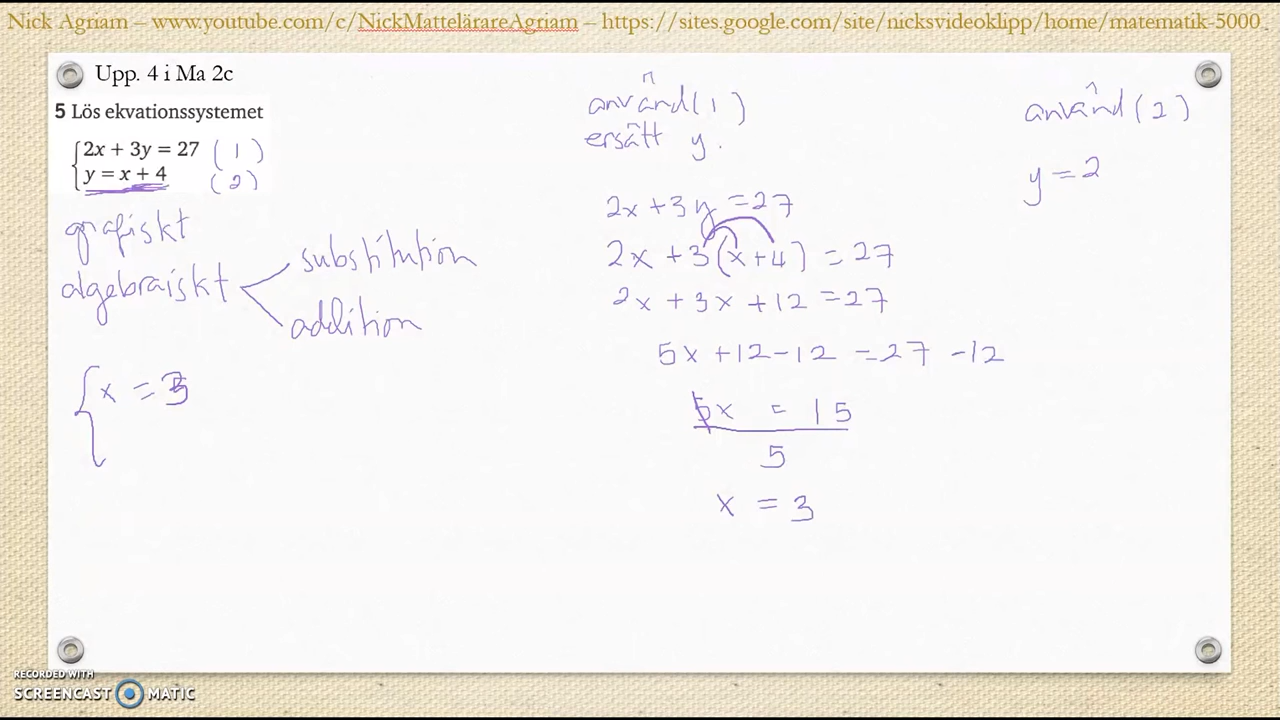 Nick Agriam – www.youtube.com/c/NickMattelärareAgriam – https://sites.google.com/site/nicksvideoklipp/home/matematik-5000
Upp. 4 i Ma 2c
5 Lös ekvationssystemet
2x + 3y = 27 (1)
y = x + 4 (2)
grafiskt
algebraiskt
substitution
addition
x = 3
använd (1)
ersätt y.
2x + 3y = 27
2x + 3(x + 4) = 27
2x + 3x + 12 = 27
5x + 12 - 12 = 27 - 12
5x = 15
5
x = 3
använd (2)
y = 2
RECORDED WITH
SCREENCAST MATIC